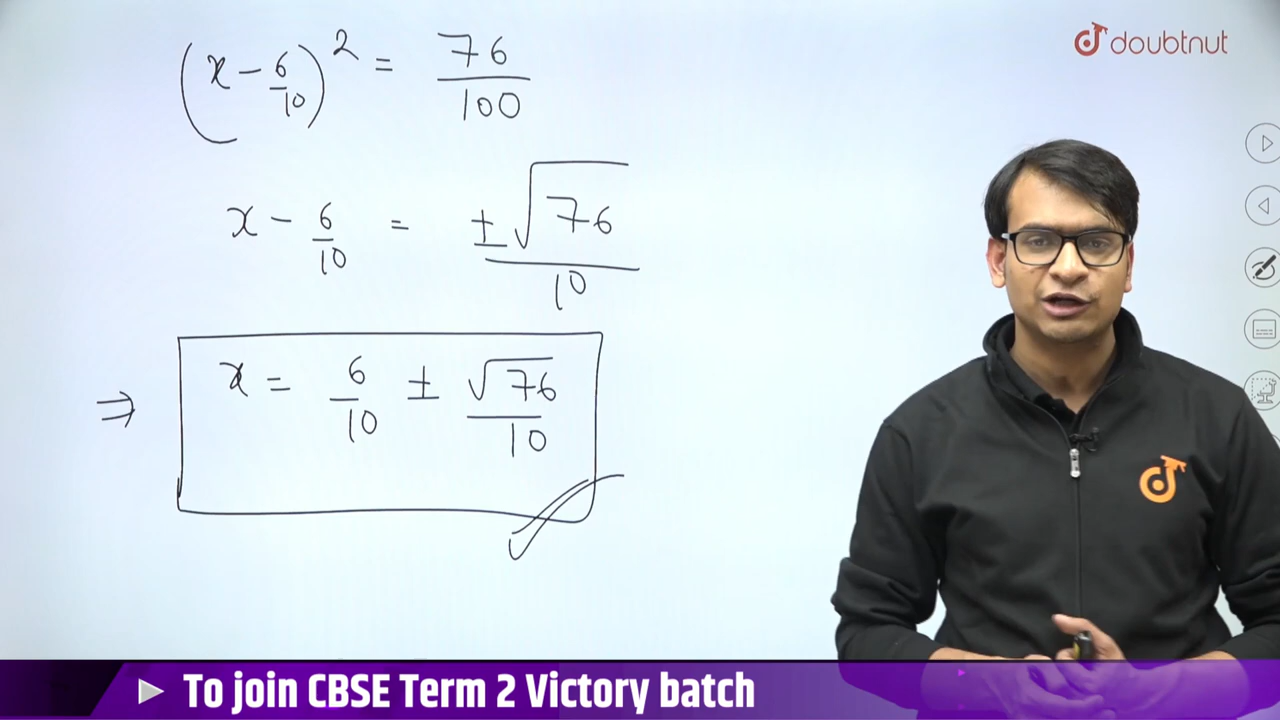 doubtnut
(x - 6/10)² = 76/100
x - 6/10 = ±√76/10
⇒ x = 6/10 ± √76/10
To join CBSE Term 2 Victory batch